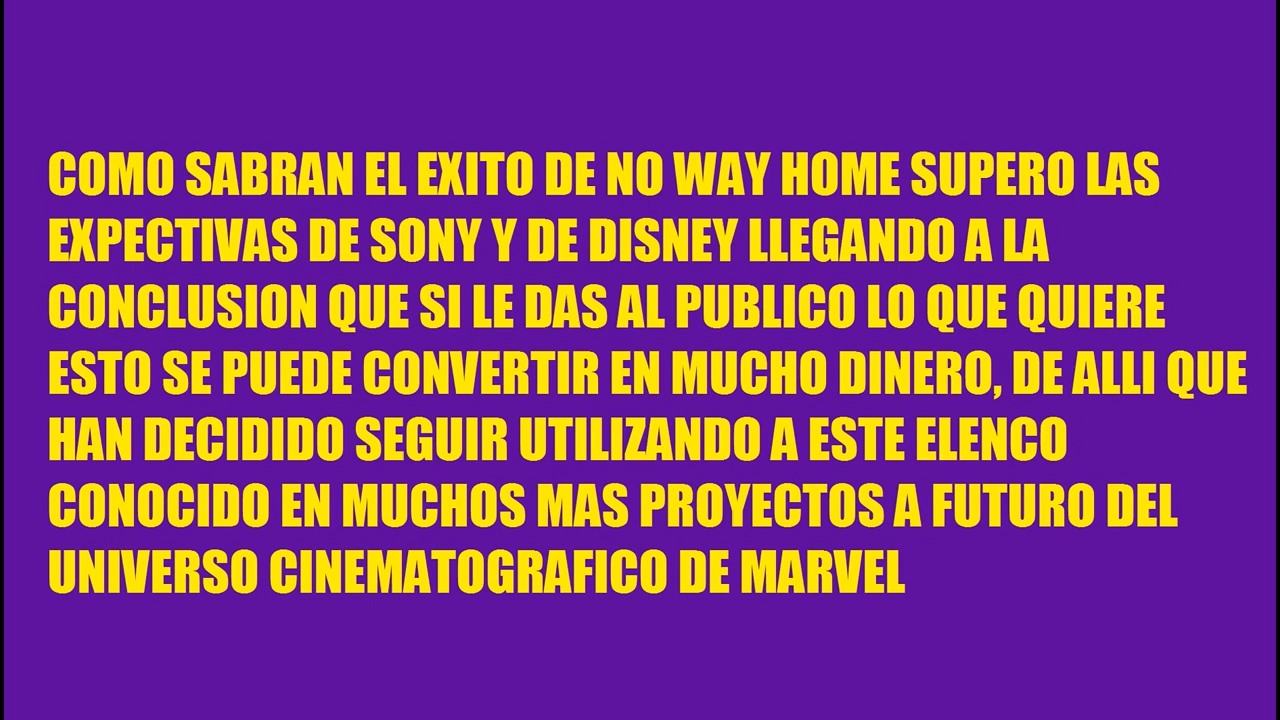 COMO SABRAN EL EXITO DE NO WAY HOME SUPERO LAS
EXPECTIVAS DE SONY Y DE DISNEY LLEGANDO A LA
CONCLUSION QUE SI LE DAS AL PUBLICO LO QUE QUIERE
ESTO SE PUEDE CONVERTIR EN MUCHO DINERO, DE ALLI QUE
HAN DECIDIDO SEGUIR UTILIZANDO A ESTE ELENCO
CONOCIDO EN MUCHOS MAS PROYECTOS A FUTURO DEL
UNIVERSO CINEMATOGRAFICO DE MARVEL